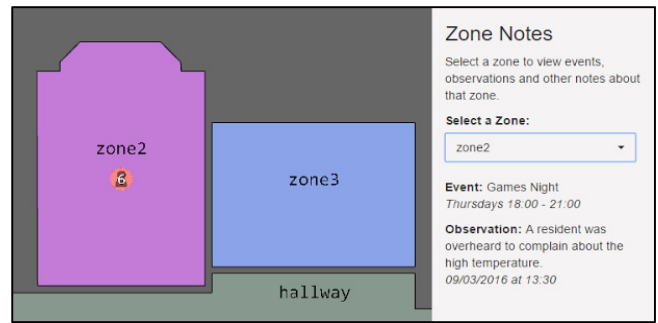 zone2
6
zone3
hallway
Zone Notes
Select a zone to view events,
observations and other notes about
that zone.
Select a Zone:
zone2
Event: Games Night
Thursdays 18:00 - 21:00
Observation: A resident was
overheard to complain about the
high temperature.
09/03/2016 at 13:30